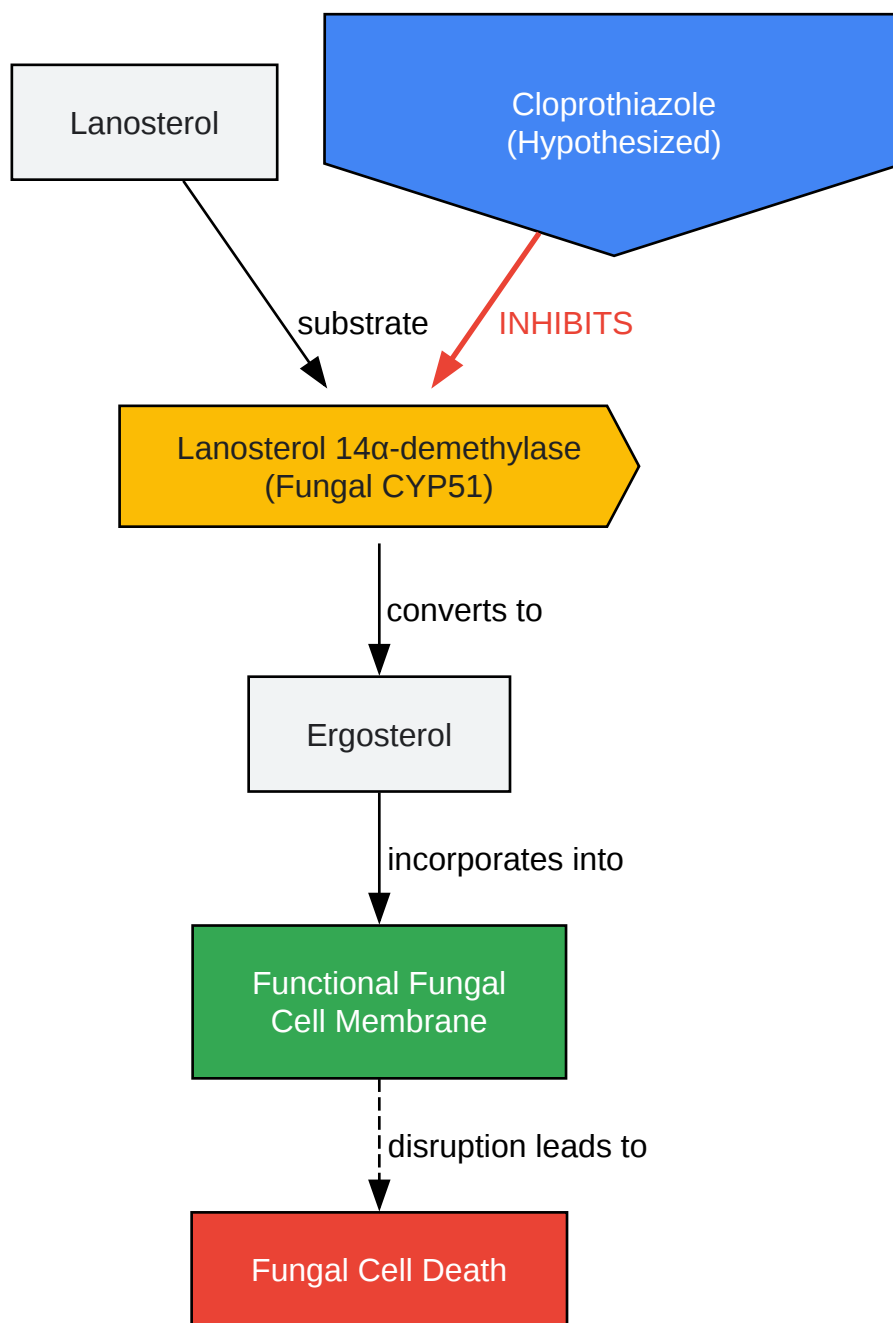 Lanosterol
Cloprothiazole
(Hypothesized)
substrate
INHIBITS
Lanosterol 14α-demethylase
(Fungal CYP51)
converts to
Ergosterol
incorporates into
Functional Fungal
Cell Membrane
disruption leads to
Fungal Cell Death